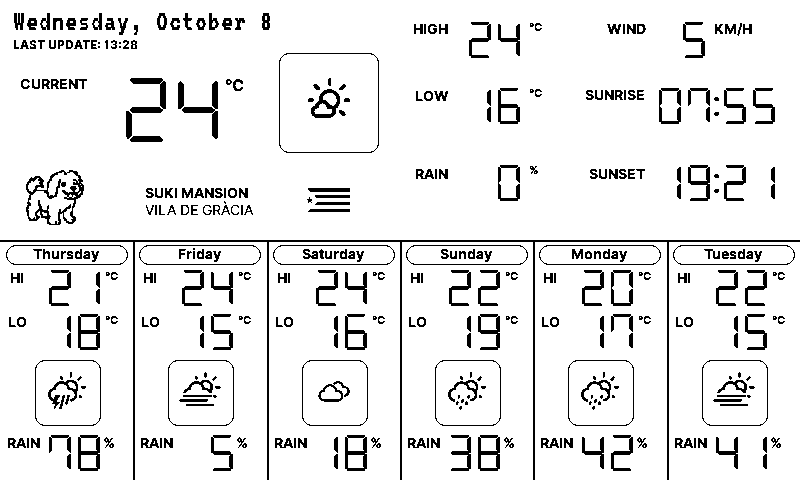 Wednesday, October 8
LAST UPDATE: 13:28
CURRENT 24 °C
HIGH 24 °C
WIND 5 KM/H
LOW 16 °C
SUNRISE 07:55
RAIN 0 %
SUNSET 19:21
SUKI MANSION
VILA DE GRÀCIA
Thursday
HI 21 °C
LO 18 °C
RAIN 78 %
Friday
HI 24 °C
LO 15 °C
RAIN 5 %
Saturday
HI 24 °C
LO 16 °C
RAIN 18 %
Sunday
HI 22 °C
LO 19 °C
RAIN 38 %
Monday
HI 20 °C
LO 17 °C
RAIN 42 %
Tuesday
HI 22 °C
LO 15 °C
RAIN 41 %